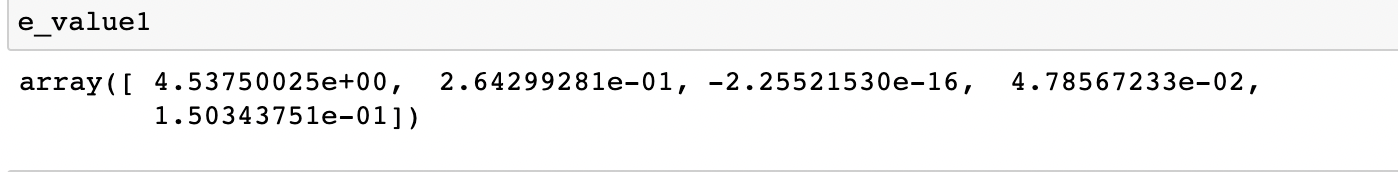 e_value1
array([ 4.53750025e+00,  2.64299281e-01, -2.25521530e-16,  4.78567233e-02,
        1.50343751e-01])